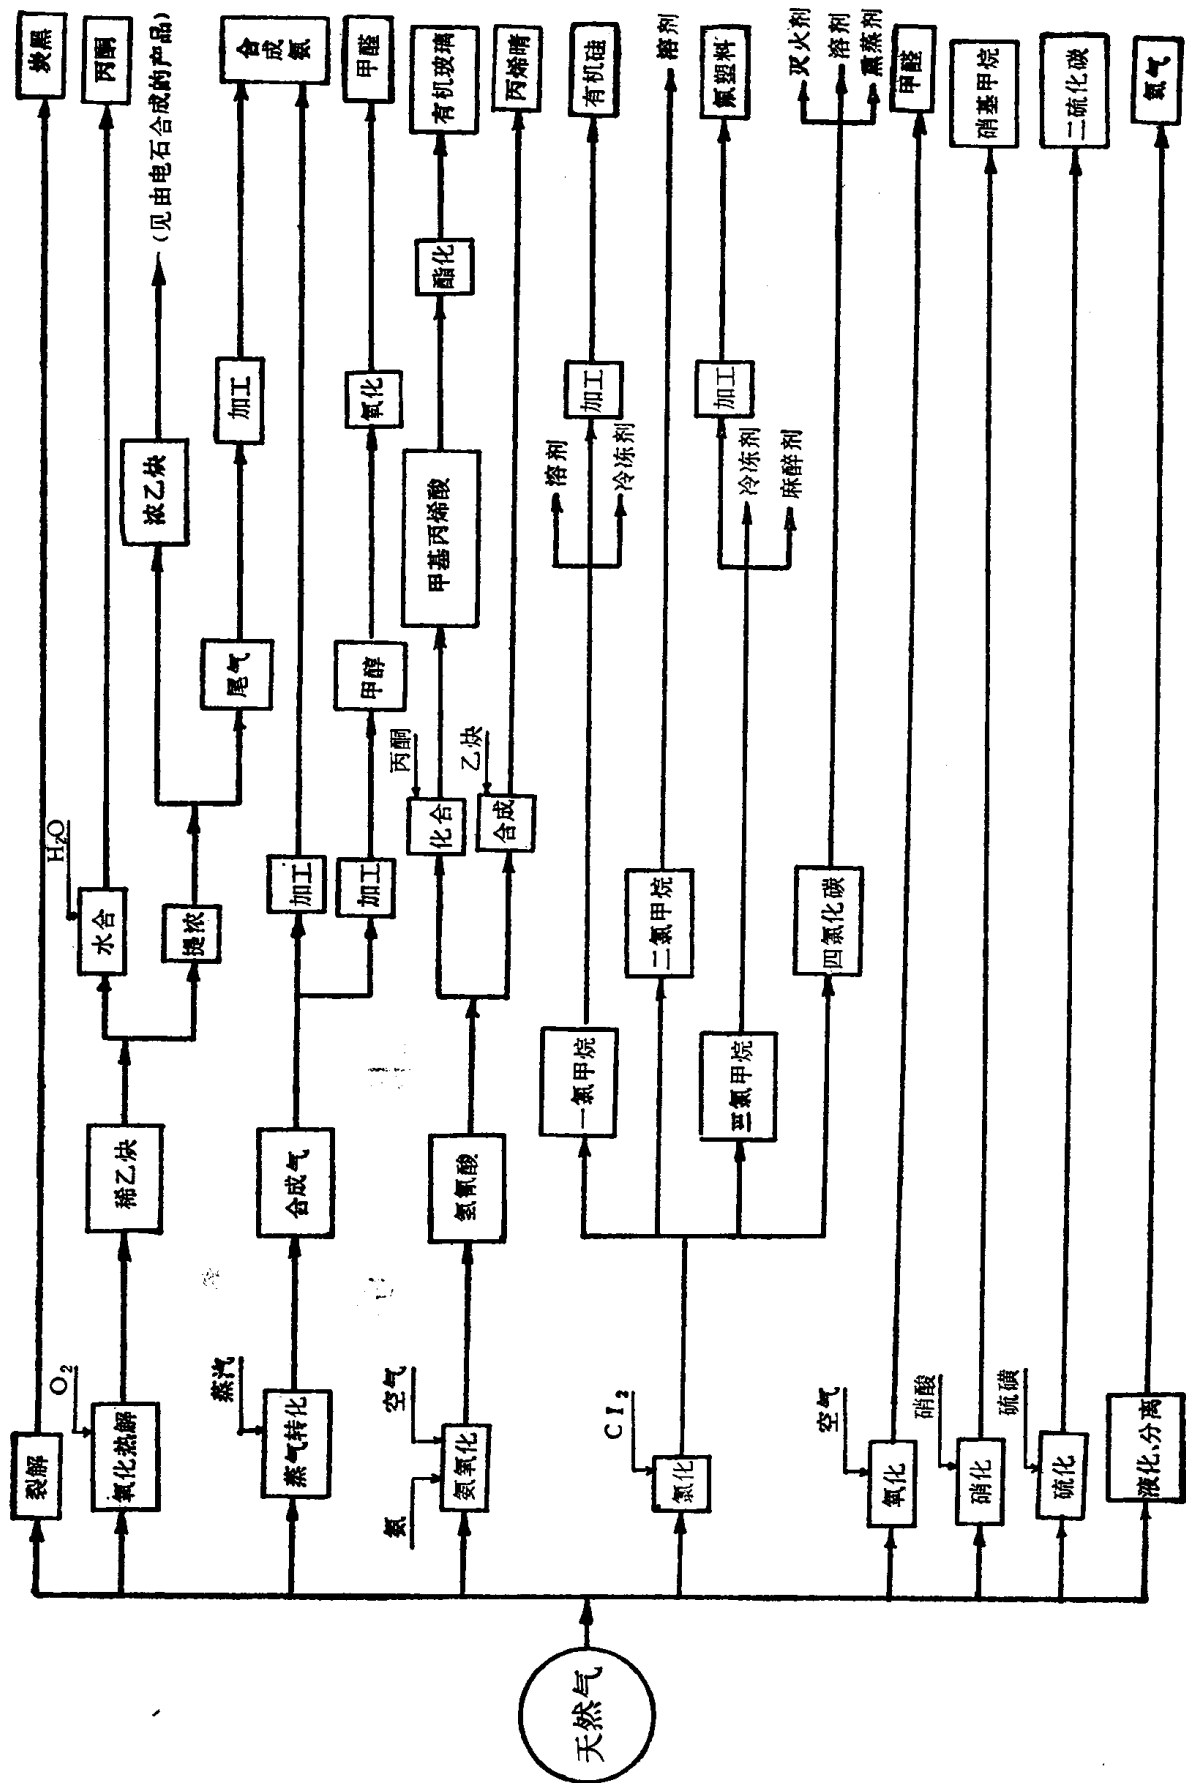 天然气
裂解
炭黑
O₂
氧化热解
稀乙炔
H₂O
水合
丙酮
提浓
浓乙炔
(见由电石合成的产品)
尾气
加工
合成氨
蒸汽
蒸气转化
合成气
加工
加工
甲醇
氧化
甲醛
氨
空气
氨氧化
氢氰酸
丙酮
化合
甲基丙烯酸
酯化
有机玻璃
乙炔
合成
丙烯晴
Cl₂
氯化
一氯甲烷
溶剂
加工
有机硅
冷冻剂
二氯甲烷
溶剂
三氯甲烷
加工
氟塑料
冷冻剂
麻醉剂
四氯化碳
灭火剂
溶剂
熏蒸剂
空气
氧化
甲醛
硝酸
硝化
硝基甲烷
硫磺
硫化
二硫化碳
液化、分离